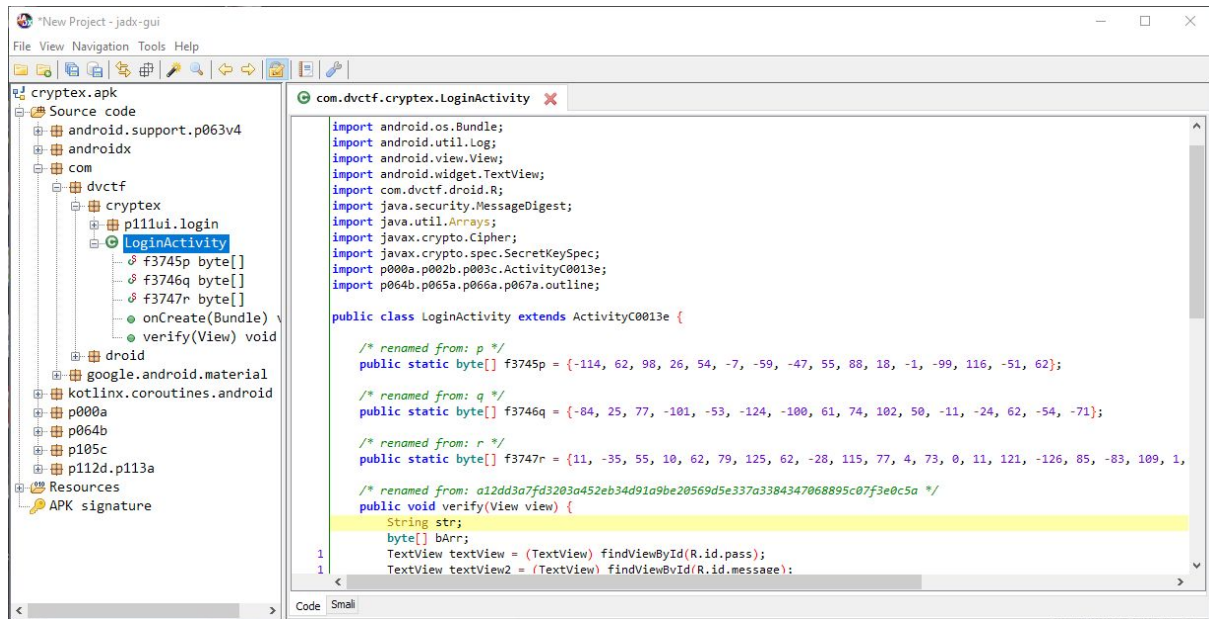 *New Project - jadx-gui
File View Navigation Tools Help
cryptex.apk
Source code
android.support.p063v4
androidx
com
dvctf
cryptex
p111ui.login
LoginActivity
f3745p byte[]
f3746q byte[]
f3747r byte[]
onCreate(Bundle) v
verify(View) void
droid
google.android.material
kotlinx.coroutines.android
p000a
p064b
p105c
p112d.p113a
Resources
APK signature
com.dvctf.cryptex.LoginActivity
import android.os.Bundle;
import android.util.Log;
import android.view.View;
import android.widget.TextView;
import com.dvctf.droid.R;
import java.security.MessageDigest;
import java.util.Arrays;
import javax.crypto.Cipher;
import javax.crypto.spec.SecretKeySpec;
import p000a.p002b.p003c.ActivityC0013e;
import p064b.p065a.p066a.p067a.outline;
public class LoginActivity extends ActivityC0013e {
/* renamed from: p */
public static byte[] f3745p = {-114, 62, 98, 26, 54, -7, -59, -47, 55, 88, 18, -1, -99, 116, -51, 62};
/* renamed from: q */
public static byte[] f3746q = {-84, 25, 77, -101, -53, -124, -100, 61, 74, 102, 50, -11, -24, 62, -54, -71};
/* renamed from: r */
public static byte[] f3747r = {11, -35, 55, 10, 62, 79, 125, 62, -28, 115, 77, 4, 73, 0, 11, 121, -126, 85, -83, 109, 1,
/* renamed from: a12dd3a7fd3203a452eb34d91a9be20569d5e337a3384347068895c07f3e0c5a */
public void verify(View view) {
String str;
byte[] bArr;
1 TextView textView = (TextView) findViewById(R.id.pass);
1 TextView textView2 = (TextView) findViewById(R.id.message);
Code Smali